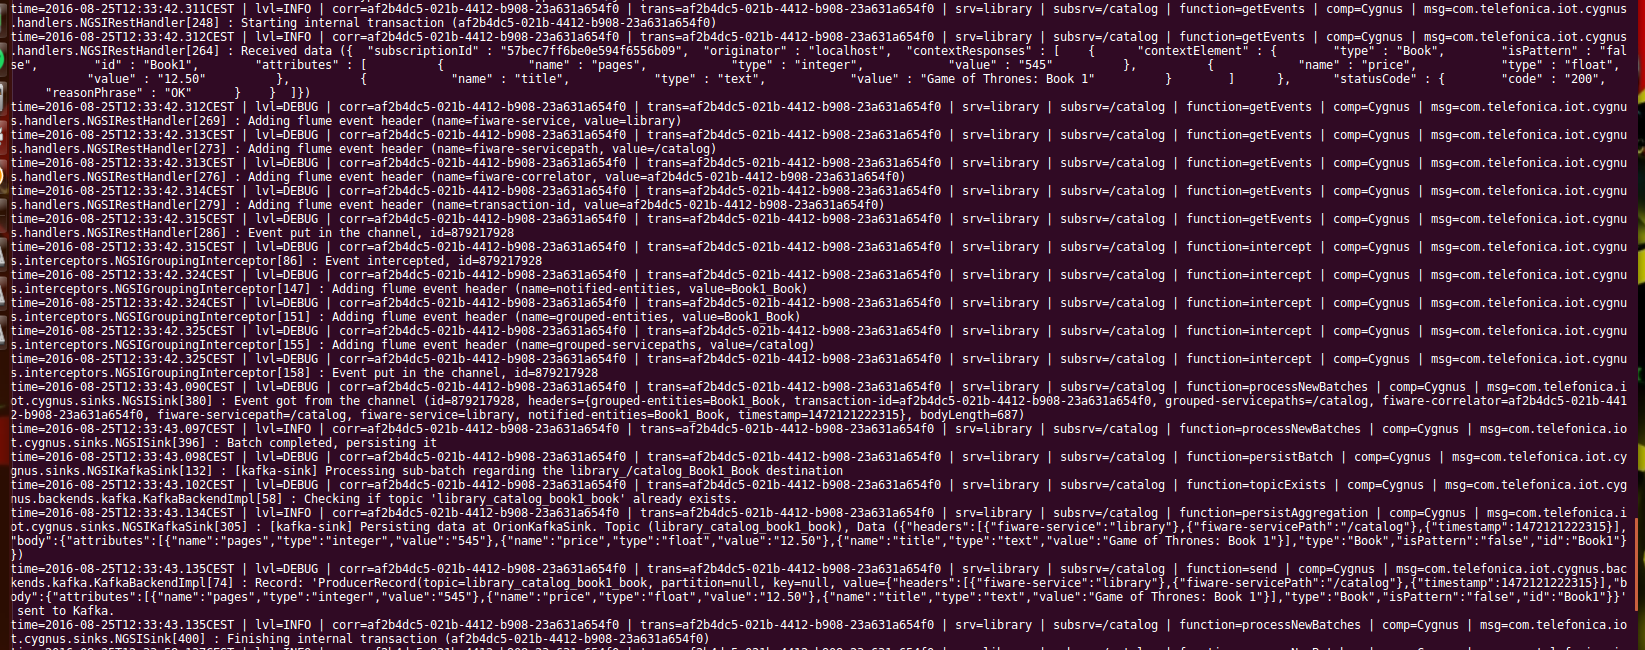 time=2016-08-25T12:33:42.311CEST | lvl=INFO | corr=af2b4dc5-021b-4412-b908-23a631a654f0 | trans=af2b4dc5-021b-4412-b908-23a631a654f0 | srv=library | subsrv=/catalog | function=getEvents | comp=Cygnus | msg=com.telefonica.iot.cygnus
.handlers.NGSIRestHandler[248] : Starting internal transaction (af2b4dc5-021b-4412-b908-23a631a654f0)
time=2016-08-25T12:33:42.312CEST | lvl=INFO | corr=af2b4dc5-021b-4412-b908-23a631a654f0 | trans=af2b4dc5-021b-4412-b908-23a631a654f0 | srv=library | subsrv=/catalog | function=getEvents | comp=Cygnus | msg=com.telefonica.iot.cygnus
.handlers.NGSIRestHandler[264] : Received data ({  "subscriptionId" : "57bec7ff6be0e594f6556b09",  "originator" : "localhost",  "contextResponses" : [    {      "contextElement" : {        "type" : "Book",        "isPattern" : "fal
se",        "id" : "Book1",        "attributes" : [          {            "name" : "pages",            "type" : "integer",            "value" : "545"          },          {            "name" : "price",            "type" : "float",
           "value" : "12.50"          },          {            "name" : "title",            "type" : "text",            "value" : "Game of Thrones: Book 1"          }        ]      },      "statusCode" : {        "code" : "200",
     "reasonPhrase" : "OK"      }    }  ]})
time=2016-08-25T12:33:42.312CEST | lvl=DEBUG | corr=af2b4dc5-021b-4412-b908-23a631a654f0 | trans=af2b4dc5-021b-4412-b908-23a631a654f0 | srv=library | subsrv=/catalog | function=getEvents | comp=Cygnus | msg=com.telefonica.iot.cygnu
s.handlers.NGSIRestHandler[269] : Adding flume event header (name=fiware-service, value=library)
time=2016-08-25T12:33:42.313CEST | lvl=DEBUG | corr=af2b4dc5-021b-4412-b908-23a631a654f0 | trans=af2b4dc5-021b-4412-b908-23a631a654f0 | srv=library | subsrv=/catalog | function=getEvents | comp=Cygnus | msg=com.telefonica.iot.cygnu
s.handlers.NGSIRestHandler[273] : Adding flume event header (name=fiware-servicepath, value=/catalog)
time=2016-08-25T12:33:42.313CEST | lvl=DEBUG | corr=af2b4dc5-021b-4412-b908-23a631a654f0 | trans=af2b4dc5-021b-4412-b908-23a631a654f0 | srv=library | subsrv=/catalog | function=getEvents | comp=Cygnus | msg=com.telefonica.iot.cygnu
s.handlers.NGSIRestHandler[276] : Adding flume event header (name=fiware-correlator, value=af2b4dc5-021b-4412-b908-23a631a654f0)
time=2016-08-25T12:33:42.314CEST | lvl=DEBUG | corr=af2b4dc5-021b-4412-b908-23a631a654f0 | trans=af2b4dc5-021b-4412-b908-23a631a654f0 | srv=library | subsrv=/catalog | function=getEvents | comp=Cygnus | msg=com.telefonica.iot.cygnu
s.handlers.NGSIRestHandler[279] : Adding flume event header (name=transaction-id, value=af2b4dc5-021b-4412-b908-23a631a654f0)
time=2016-08-25T12:33:42.315CEST | lvl=DEBUG | corr=af2b4dc5-021b-4412-b908-23a631a654f0 | trans=af2b4dc5-021b-4412-b908-23a631a654f0 | srv=library | subsrv=/catalog | function=getEvents | comp=Cygnus | msg=com.telefonica.iot.cygnu
s.handlers.NGSIRestHandler[286] : Event put in the channel, id=879217928
time=2016-08-25T12:33:42.315CEST | lvl=DEBUG | corr=af2b4dc5-021b-4412-b908-23a631a654f0 | trans=af2b4dc5-021b-4412-b908-23a631a654f0 | srv=library | subsrv=/catalog | function=intercept | comp=Cygnus | msg=com.telefonica.iot.cygnu
s.interceptors.NGSIGroupingInterceptor[86] : Event intercepted, id=879217928
time=2016-08-25T12:33:42.324CEST | lvl=DEBUG | corr=af2b4dc5-021b-4412-b908-23a631a654f0 | trans=af2b4dc5-021b-4412-b908-23a631a654f0 | srv=library | subsrv=/catalog | function=intercept | comp=Cygnus | msg=com.telefonica.iot.cygnu
s.interceptors.NGSIGroupingInterceptor[147] : Adding flume event header (name=notified-entities, value=Book1_Book)
time=2016-08-25T12:33:42.324CEST | lvl=DEBUG | corr=af2b4dc5-021b-4412-b908-23a631a654f0 | trans=af2b4dc5-021b-4412-b908-23a631a654f0 | srv=library | subsrv=/catalog | function=intercept | comp=Cygnus | msg=com.telefonica.iot.cygnu
s.interceptors.NGSIGroupingInterceptor[151] : Adding flume event header (name=grouped-entities, value=Book1_Book)
time=2016-08-25T12:33:42.325CEST | lvl=DEBUG | corr=af2b4dc5-021b-4412-b908-23a631a654f0 | trans=af2b4dc5-021b-4412-b908-23a631a654f0 | srv=library | subsrv=/catalog | function=intercept | comp=Cygnus | msg=com.telefonica.iot.cygnu
s.interceptors.NGSIGroupingInterceptor[155] : Adding flume event header (name=grouped-servicepaths, value=/catalog)
time=2016-08-25T12:33:42.325CEST | lvl=DEBUG | corr=af2b4dc5-021b-4412-b908-23a631a654f0 | trans=af2b4dc5-021b-4412-b908-23a631a654f0 | srv=library | subsrv=/catalog | function=intercept | comp=Cygnus | msg=com.telefonica.iot.cygnu
s.interceptors.NGSIGroupingInterceptor[158] : Event put in the channel, id=879217928
time=2016-08-25T12:33:43.090CEST | lvl=DEBUG | corr=af2b4dc5-021b-4412-b908-23a631a654f0 | trans=af2b4dc5-021b-4412-b908-23a631a654f0 | srv=library | subsrv=/catalog | function=processNewBatches | comp=Cygnus | msg=com.telefonica.i
ot.cygnus.sinks.NGSISink[380] : Event got from the channel (id=879217928, headers={grouped-entities=Book1_Book, transaction-id=af2b4dc5-021b-4412-b908-23a631a654f0, grouped-servicepaths=/catalog, fiware-correlator=af2b4dc5-021b-441
2-b908-23a631a654f0, fiware-servicepath=/catalog, fiware-service=library, notified-entities=Book1_Book, timestamp=1472121222315}, bodyLength=687)
time=2016-08-25T12:33:43.097CEST | lvl=INFO | corr=af2b4dc5-021b-4412-b908-23a631a654f0 | trans=af2b4dc5-021b-4412-b908-23a631a654f0 | srv=library | subsrv=/catalog | function=processNewBatches | comp=Cygnus | msg=com.telefonica.io
t.cygnus.sinks.NGSISink[396] : Batch completed, persisting it
time=2016-08-25T12:33:43.098CEST | lvl=DEBUG | corr=af2b4dc5-021b-4412-b908-23a631a654f0 | trans=af2b4dc5-021b-4412-b908-23a631a654f0 | srv=library | subsrv=/catalog | function=persistBatch | comp=Cygnus | msg=com.telefonica.iot.cy
gnus.sinks.NGSIKafkaSink[132] : [kafka-sink] Processing sub-batch regarding the library_/catalog_Book1_Book destination
time=2016-08-25T12:33:43.102CEST | lvl=DEBUG | corr=af2b4dc5-021b-4412-b908-23a631a654f0 | trans=af2b4dc5-021b-4412-b908-23a631a654f0 | srv=library | subsrv=/catalog | function=topicExists | comp=Cygnus | msg=com.telefonica.iot.cyg
nus.backends.kafka.KafkaBackendImpl[58] : Checking if topic 'library_catalog_book1_book' already exists.
time=2016-08-25T12:33:43.134CEST | lvl=INFO | corr=af2b4dc5-021b-4412-b908-23a631a654f0 | trans=af2b4dc5-021b-4412-b908-23a631a654f0 | srv=library | subsrv=/catalog | function=persistAggregation | comp=Cygnus | msg=com.telefonica.i
ot.cygnus.sinks.NGSIKafkaSink[305] : [kafka-sink] Persisting data at OrionKafkaSink. Topic (library_catalog_book1_book), Data ({"headers":[{"fiware-service":"library"},{"fiware-servicePath":"/catalog"},{"timestamp":1472121222315}],
"body":{"attributes":[{"name":"pages","type":"integer","value":"545"},{"name":"price","type":"float","value":"12.50"},{"name":"title","type":"text","value":"Game of Thrones: Book 1"}],"type":"Book","isPattern":"false","id":"Book1"}
})
time=2016-08-25T12:33:43.135CEST | lvl=DEBUG | corr=af2b4dc5-021b-4412-b908-23a631a654f0 | trans=af2b4dc5-021b-4412-b908-23a631a654f0 | srv=library | subsrv=/catalog | function=send | comp=Cygnus | msg=com.telefonica.iot.cygnus.bac
kends.kafka.KafkaBackendImpl[74] : Record: 'ProducerRecord(topic=library_catalog_book1_book, partition=null, key=null, value={"headers":[{"fiware-service":"library"},{"fiware-servicePath":"/catalog"},{"timestamp":1472121222315}],"b
ody":{"attributes":[{"name":"pages","type":"integer","value":"545"},{"name":"price","type":"float","value":"12.50"},{"name":"title","type":"text","value":"Game of Thrones: Book 1"}],"type":"Book","isPattern":"false","id":"Book1"}}'
 sent to Kafka.
time=2016-08-25T12:33:43.135CEST | lvl=INFO | corr=af2b4dc5-021b-4412-b908-23a631a654f0 | trans=af2b4dc5-021b-4412-b908-23a631a654f0 | srv=library | subsrv=/catalog | function=processNewBatches | comp=Cygnus | msg=com.telefonica.io
t.cygnus.sinks.NGSISink[400] : Finishing internal transaction (af2b4dc5-021b-4412-b908-23a631a654f0)